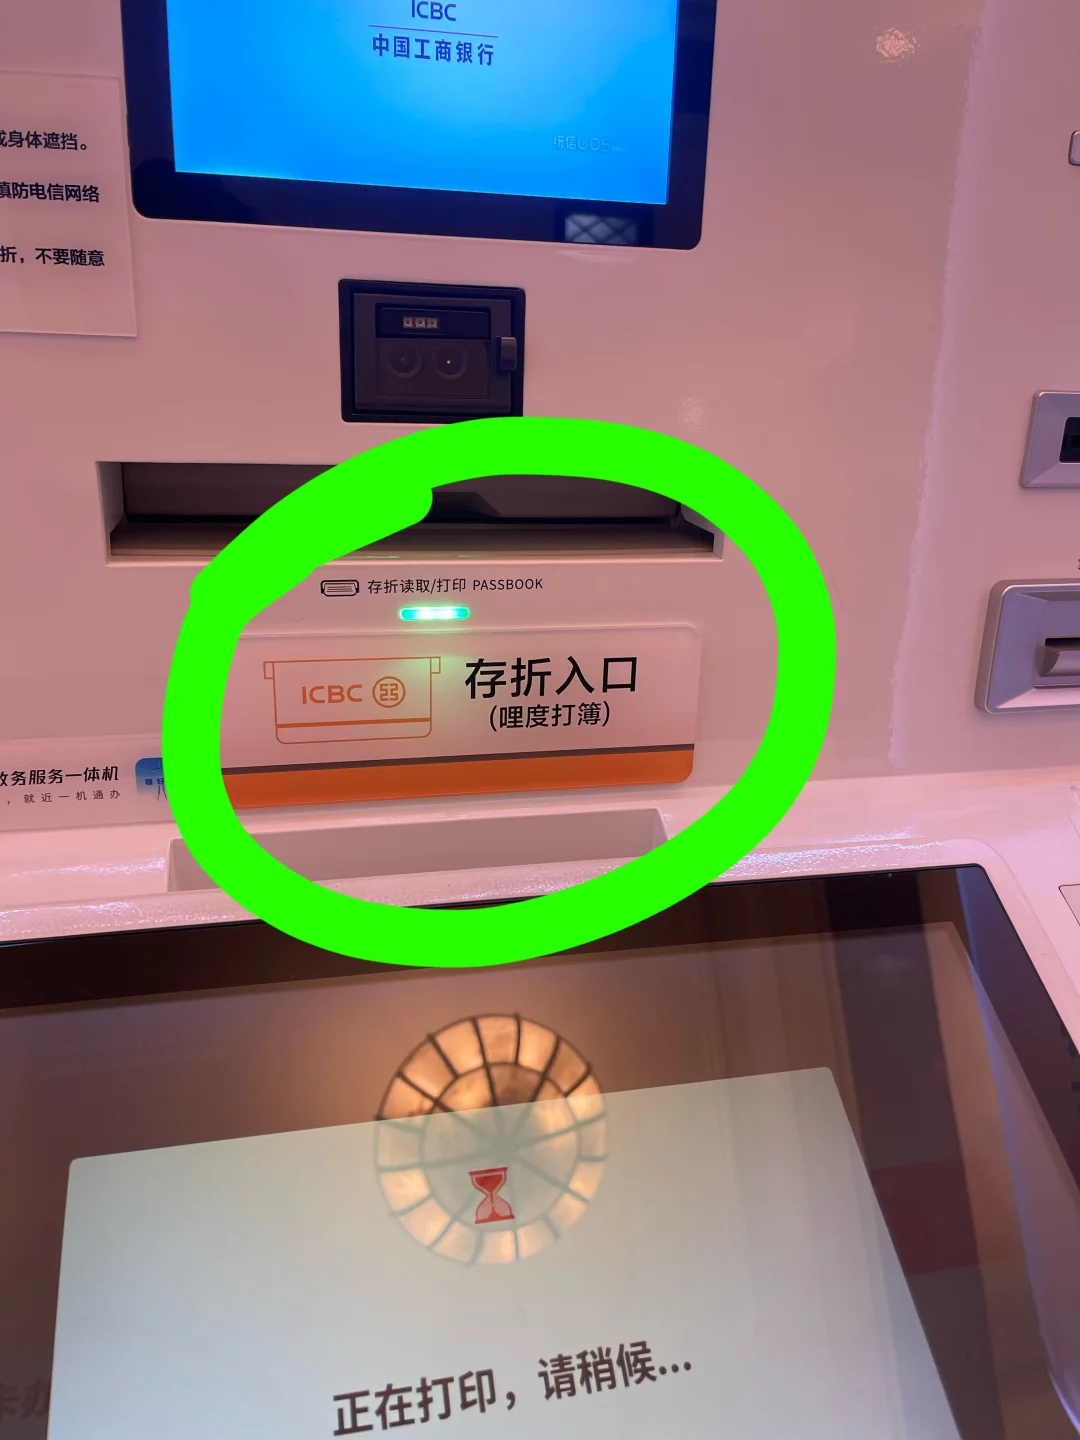 ICBC
中国工商银行
身体遮挡。
慎防电信网络
折，不要随意
存折读取/打印 PASSBOOK
ICBC
存折入口
(哩度打簿)
政务服务一体机
，就近一机通办
正在打印，请稍候...